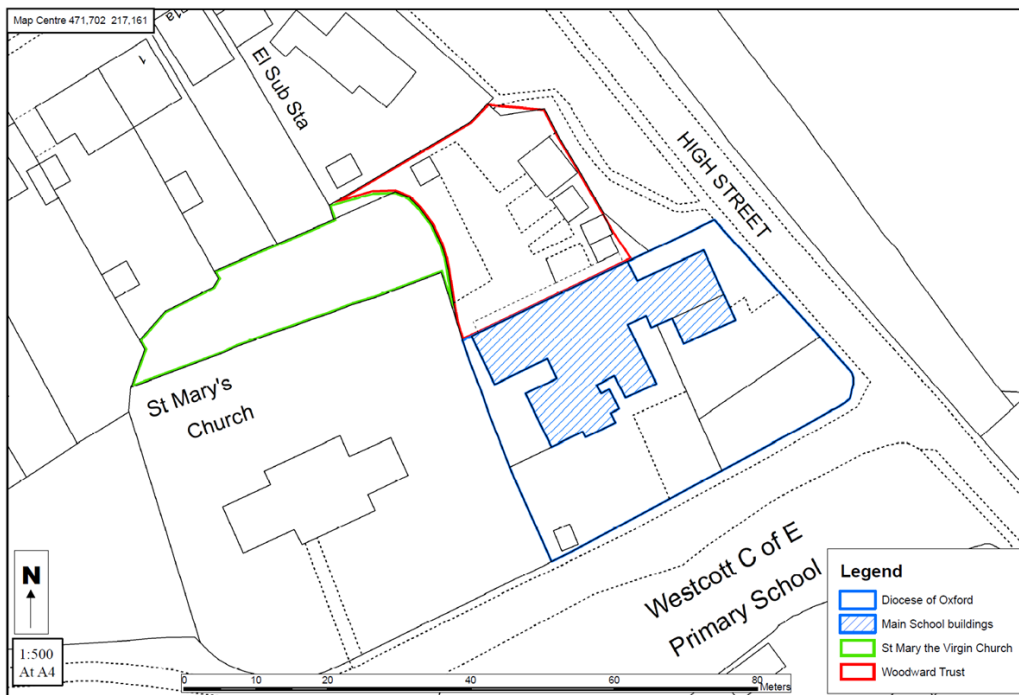 Map Centre 471,702 217,161
1a
1
El Sub Sta
HIGH STREET
St Mary's
Church
Westcott C of E
Primary School
N
1:500
At A4
0 10 20 40 60 80
Meters
Legend
Diocese of Oxford
Main School buildings
St Mary the Virgin Church
Woodward Trust